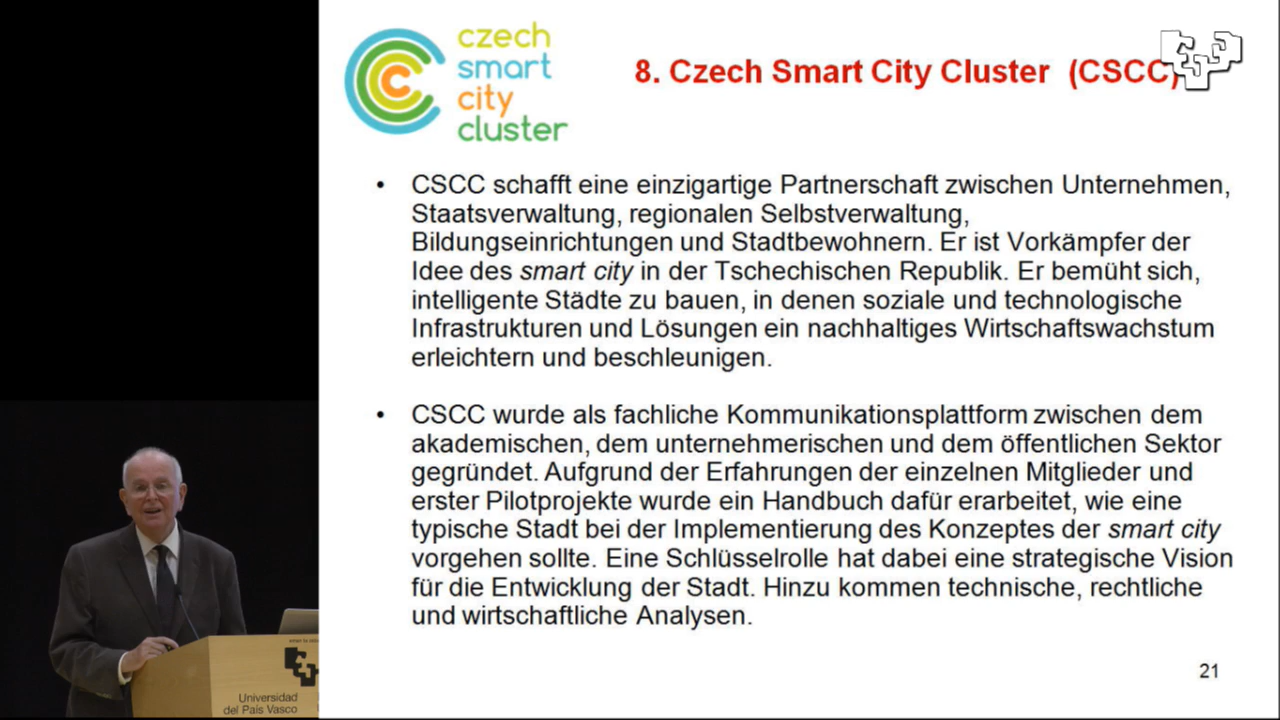 czech
smart
city
cluster
8. Czech Smart City Cluster (CSCC)
• CSCC schafft eine einzigartige Partnerschaft zwischen Unternehmen,
Staatsverwaltung, regionalen Selbstverwaltung,
Bildungseinrichtungen und Stadtbewohnern. Er ist Vorkämpfer der
Idee des smart city in der Tschechischen Republik. Er bemüht sich,
intelligente Städte zu bauen, in denen soziale und technologische
Infrastrukturen und Lösungen ein nachhaltiges Wirtschaftswachstum
erleichtern und beschleunigen.
• CSCC wurde als fachliche Kommunikationsplattform zwischen dem
akademischen, dem unternehmerischen und dem öffentlichen Sektor
gegründet. Aufgrund der Erfahrungen der einzelnen Mitglieder und
erster Pilotprojekte wurde ein Handbuch dafür erarbeitet, wie eine
typische Stadt bei der Implementierung des Konzeptes der smart city
vorgehen sollte. Eine Schlüsselrolle hat dabei eine strategische Vision
für die Entwicklung der Stadt. Hinzu kommen technische, rechtliche
und wirtschaftliche Analysen.
21
Universidad
del País Vasco